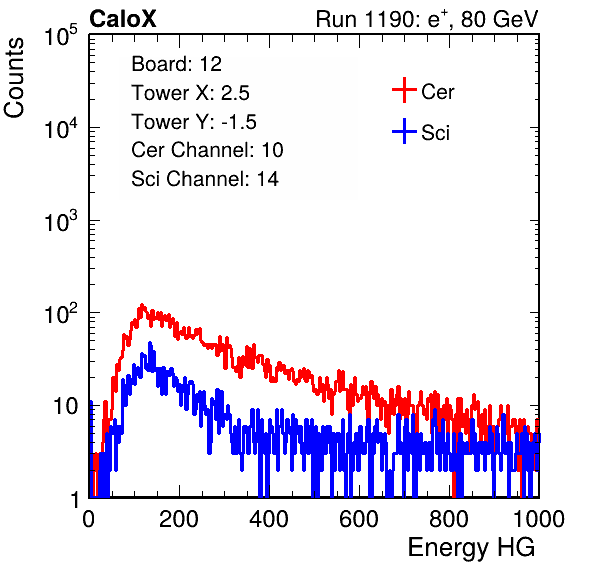 CaloX Run 1190: e⁺, 80 GeV
Board: 12
Tower X: 2.5
Tower Y: -1.5
Cer Channel: 10
Sci Channel: 14
Cer
Sci
Counts
10⁵
10⁴
10³
10²
10
1
0 200 400 600 800 1000
Energy HG